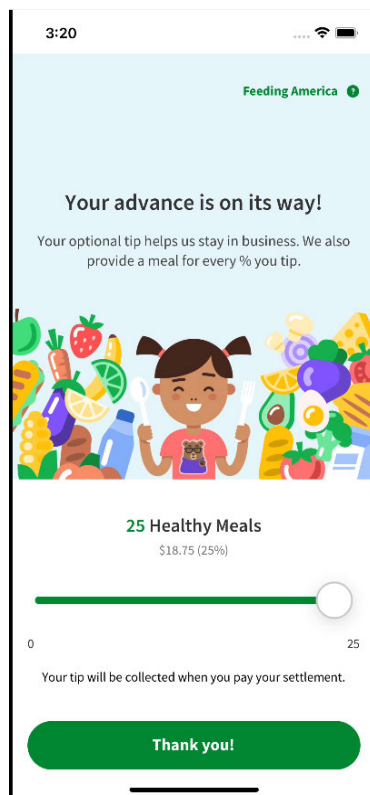 3:20
Feeding America ?
Your advance is on its way!
Your optional tip helps us stay in business. We also
provide a meal for every % you tip.
25 Healthy Meals
$18.75 (25%)
0
25
Your tip will be collected when you pay your settlement.
Thank you!